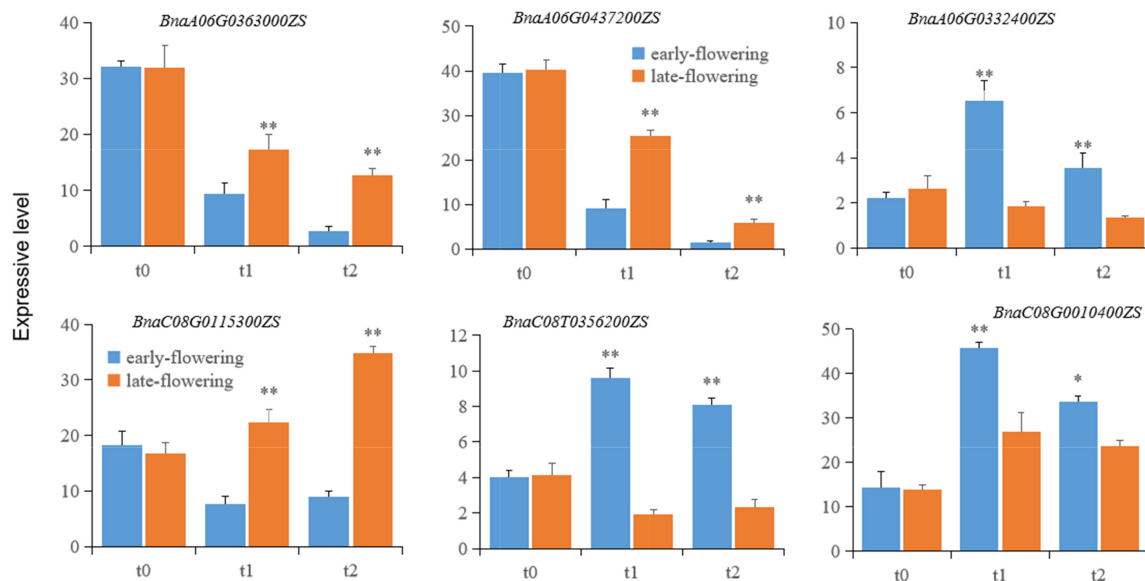 BnaA06G0363000ZS
BnaA06G0437200ZS
BnaA06G0332400ZS
40
30
20
10
0
**
**
t0
t1
t2
50
40
30
20
10
0
early-flowering
late-flowering
**
**
t0
t1
t2
10
8
6
4
2
0
**
**
t0
t1
t2
Expressive level
BnaC08G0115300ZS
BnaC08T0356200ZS
BnaC08G0010400ZS
40
30
20
10
00
early-flowering
late-flowering
**
**
t0
t1
t2
12
10
8
6
4
2
0
**
**
t0
t1
t2
50
40
30
20
10
0
**
*
t0
t1
t2